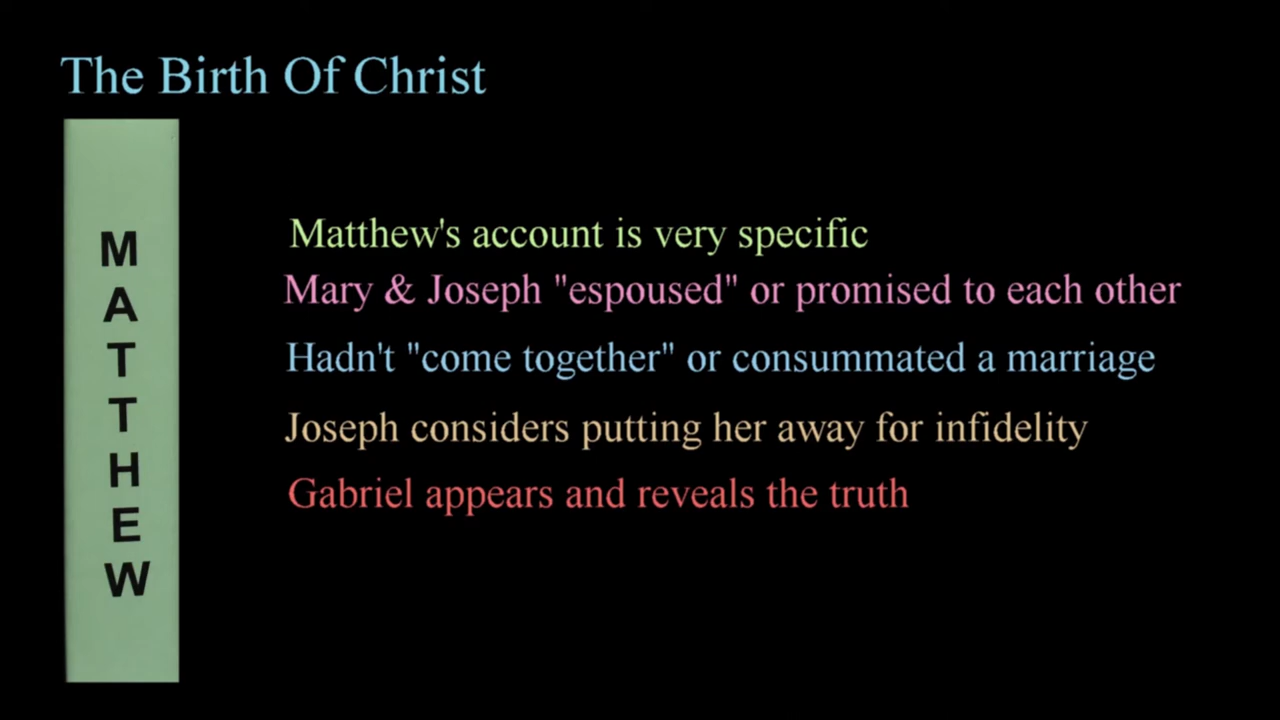 The Birth Of Christ
MATTHEW
Matthew's account is very specific
Mary & Joseph "espoused" or promised to each other
Hadn't "come together" or consummated a marriage
Joseph considers putting her away for infidelity
Gabriel appears and reveals the truth